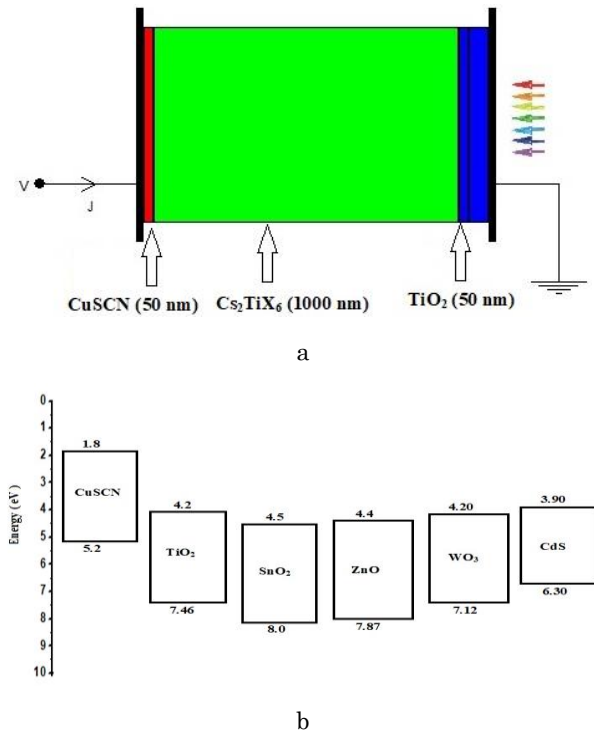 V
J
CuSCN (50 nm) Cs₂TiX₆ (1000 nm) TiO₂ (50 nm)
a
0
1
2
3
4
5
6
7
8
9
10
Energy (eV)
1.8
CuSCN
5.2
4.2
TiO₂
7.46
4.5
SnO₂
8.0
4.4
ZnO
7.87
4.20
WO₃
7.12
3.90
CdS
6.30
b